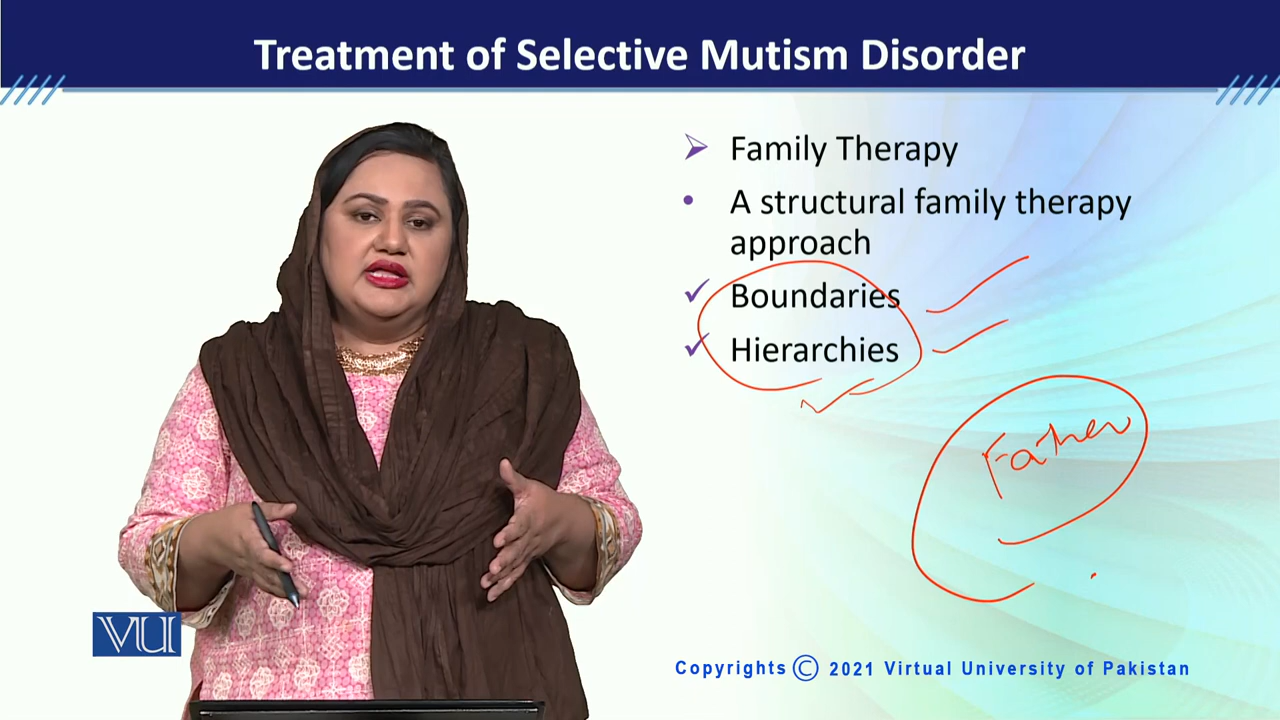 Treatment of Selective Mutism Disorder
Family Therapy
A structural family therapy
approach
Boundaries
Hierarchies
Father
VU
Copyrights © 2021 Virtual University of Pakistan